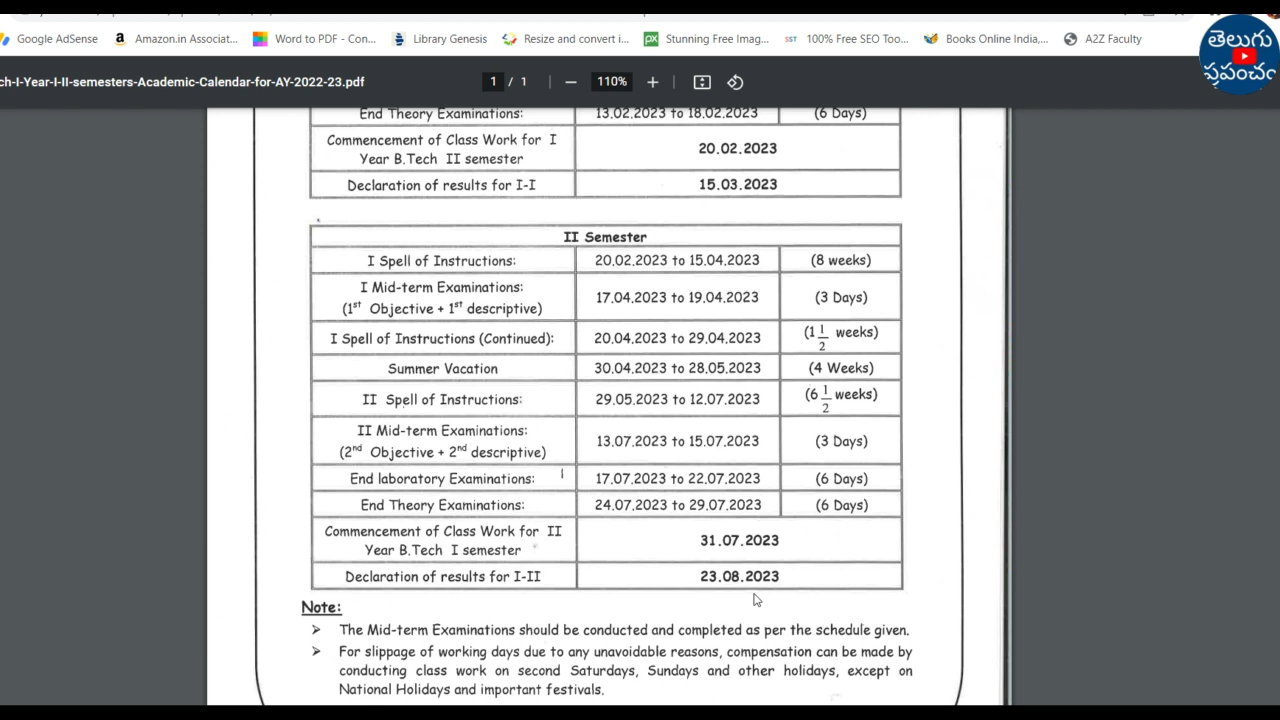 Google AdSense Amazon.in Associat... Word to PDF - Con... Library Genesis Resize and convert i... Stunning Free Imag... 100% Free SEO Too... Books Online India,... A2Z Faculty
తెలుగు
ప్రపంచం
ch-I-Year-I-II-semesters-Academic-Calendar-for-AY-2022-23.pdf 1 / 1 110%
End Theory Examinations: 13.02.2023 to 18.02.2023 (6 Days)
Commencement of Class Work for I
Year B.Tech II semester 20.02.2023
Declaration of results for I-I 15.03.2023
II Semester
I Spell of Instructions: 20.02.2023 to 15.04.2023 (8 weeks)
I Mid-term Examinations:
(1st Objective + 1st descriptive) 17.04.2023 to 19.04.2023 (3 Days)
I Spell of Instructions (Continued): 20.04.2023 to 29.04.2023 (1 1/2 weeks)
Summer Vacation 30.04.2023 to 28.05.2023 (4 Weeks)
II Spell of Instructions: 29.05.2023 to 12.07.2023 (6 1/2 weeks)
II Mid-term Examinations:
(2nd Objective + 2nd descriptive) 13.07.2023 to 15.07.2023 (3 Days)
End laboratory Examinations: 17.07.2023 to 22.07.2023 (6 Days)
End Theory Examinations: 24.07.2023 to 29.07.2023 (6 Days)
Commencement of Class Work for II
Year B.Tech I semester 31.07.2023
Declaration of results for I-II 23.08.2023
Note:
➢ The Mid-term Examinations should be conducted and completed as per the schedule given.
➢ For slippage of working days due to any unavoidable reasons, compensation can be made by
conducting class work on second Saturdays, Sundays and other holidays, except on
National Holidays and important festivals.